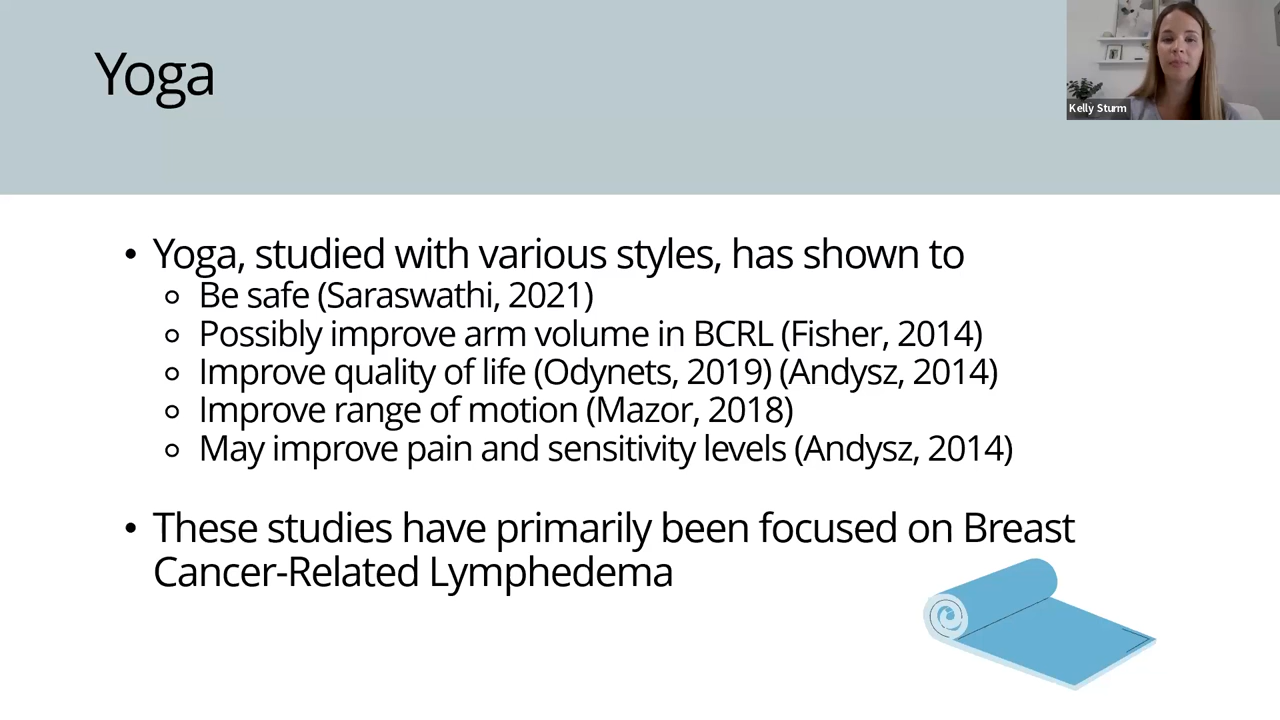 Yoga
Kelly Sturm
• Yoga, studied with various styles, has shown to
○ Be safe (Saraswathi, 2021)
○ Possibly improve arm volume in BCRL (Fisher, 2014)
○ Improve quality of life (Odynets, 2019) (Andysz, 2014)
○ Improve range of motion (Mazor, 2018)
○ May improve pain and sensitivity levels (Andysz, 2014)
• These studies have primarily been focused on Breast
Cancer-Related Lymphedema